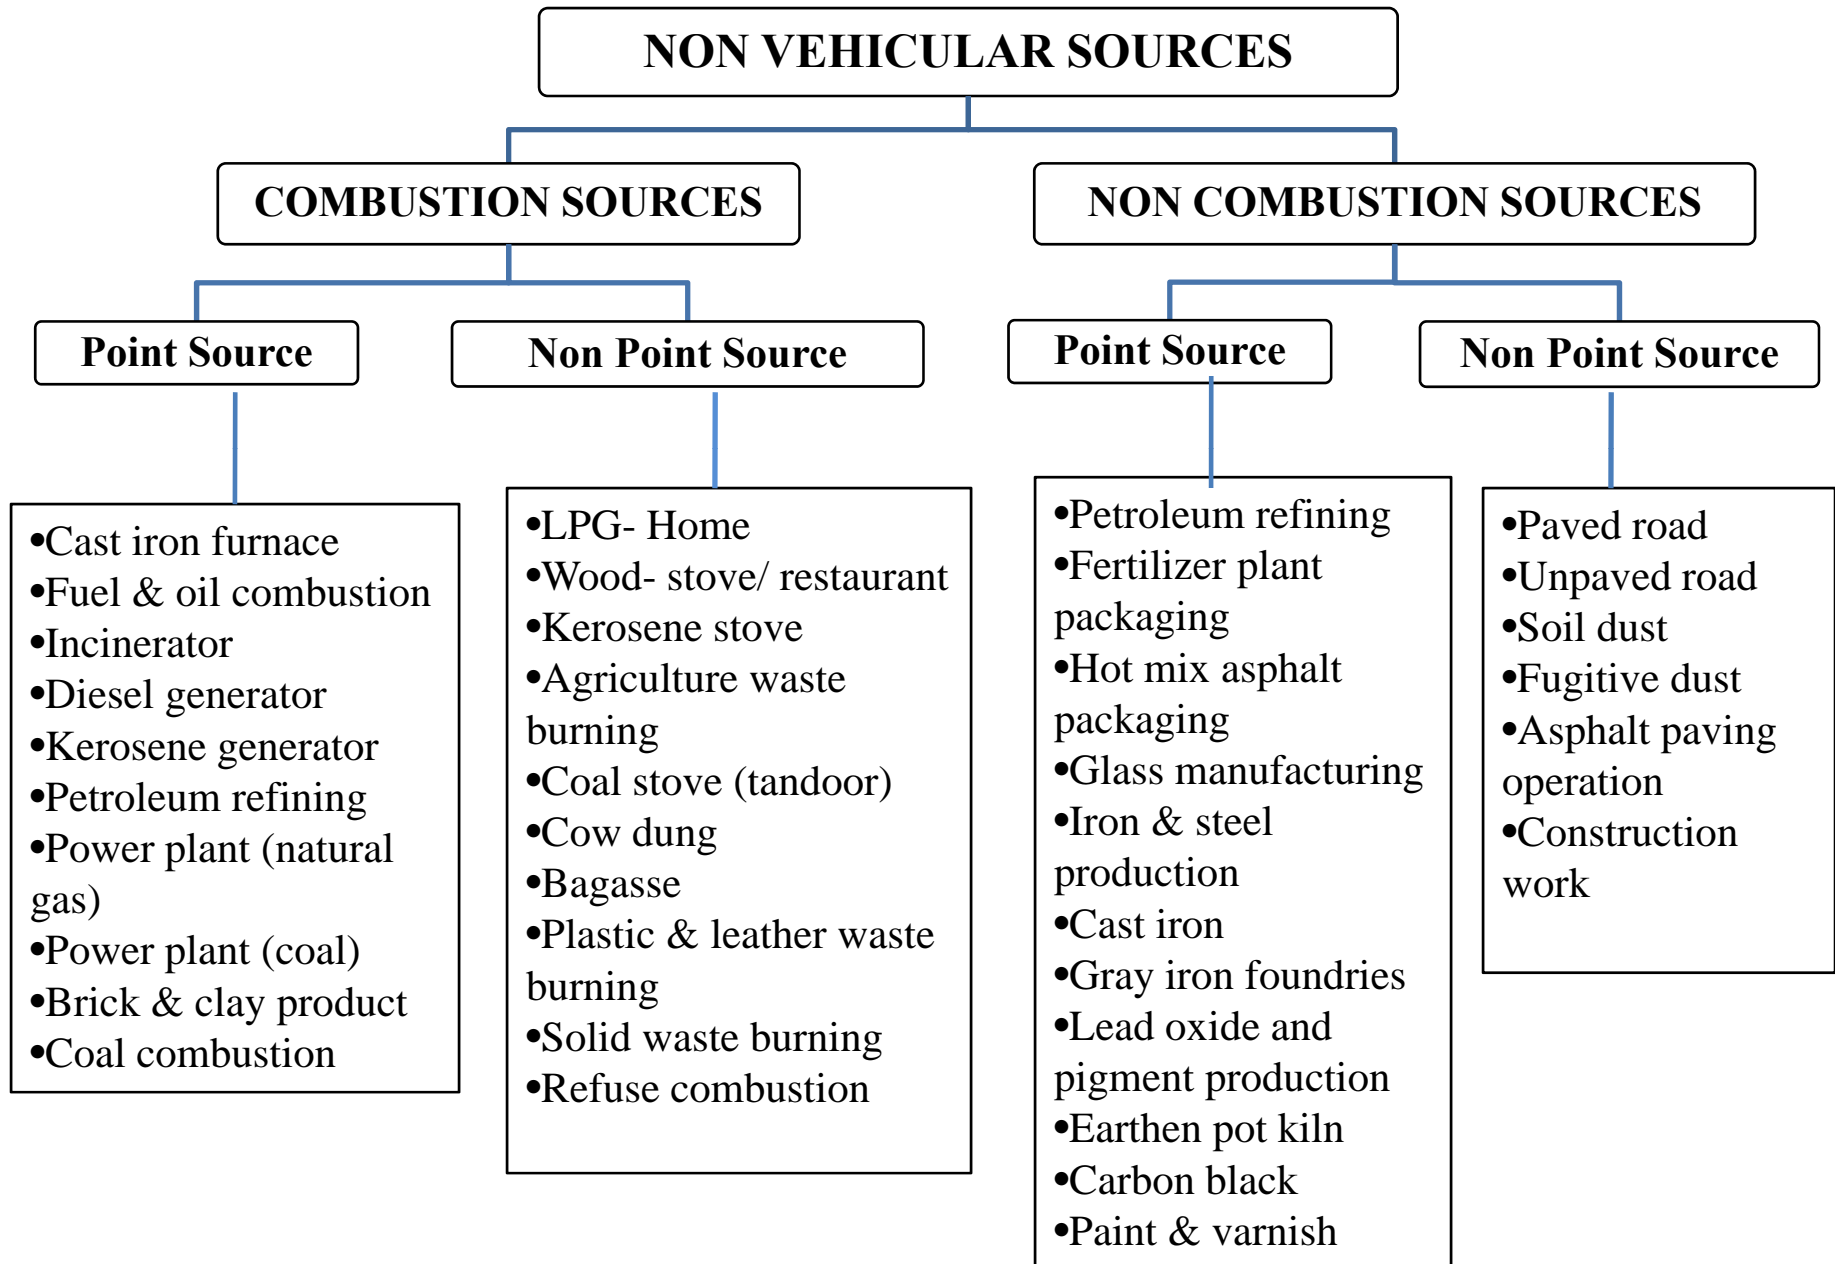 NON VEHICULAR SOURCES
COMBUSTION SOURCES
NON COMBUSTION SOURCES
Point Source
Non Point Source
Point Source
Non Point Source
•Cast iron furnace
•Fuel & oil combustion
•Incinerator
•Diesel generator
•Kerosene generator
•Petroleum refining
•Power plant (natural
gas)
•Power plant (coal)
•Brick & clay product
•Coal combustion
•LPG- Home
•Wood- stove/ restaurant
•Kerosene stove
•Agriculture waste
burning
•Coal stove (tandoor)
•Cow dung
•Bagasse
•Plastic & leather waste
burning
•Solid waste burning
•Refuse combustion
•Petroleum refining
•Fertilizer plant
packaging
•Hot mix asphalt
packaging
•Glass manufacturing
•Iron & steel
production
•Cast iron
•Gray iron foundries
•Lead oxide and
pigment production
•Earthen pot kiln
•Carbon black
•Paint & varnish
•Paved road
•Unpaved road
•Soil dust
•Fugitive dust
•Asphalt paving
operation
•Construction
work